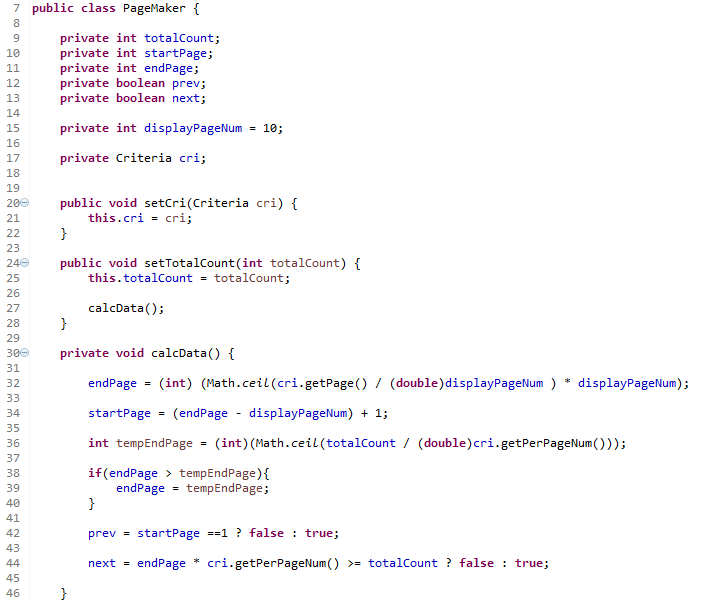 7 public class PageMaker {
8
9 private int totalCount;
10 private int startPage;
11 private int endPage;
12 private boolean prev;
13 private boolean next;
14
15 private int displayPageNum = 10;
16
17 private Criteria cri;
18
19
20 public void setCri(Criteria cri) {
21 this.cri = cri;
22 }
23
24 public void setTotalCount(int totalCount) {
25 this.totalCount = totalCount;
26
27 calcData();
28 }
29
30 private void calcData() {
31
32 endPage = (int) (Math.ceil(cri.getPage() / (double)displayPageNum ) * displayPageNum);
33
34 startPage = (endPage - displayPageNum) + 1;
35
36 int tempEndPage = (int)(Math.ceil(totalCount / (double)cri.getPerPageNum()));
37
38 if(endPage > tempEndPage){
39 endPage = tempEndPage;
40 }
41
42 prev = startPage ==1 ? false : true;
43
44 next = endPage * cri.getPerPageNum() >= totalCount ? false : true;
45
46 }